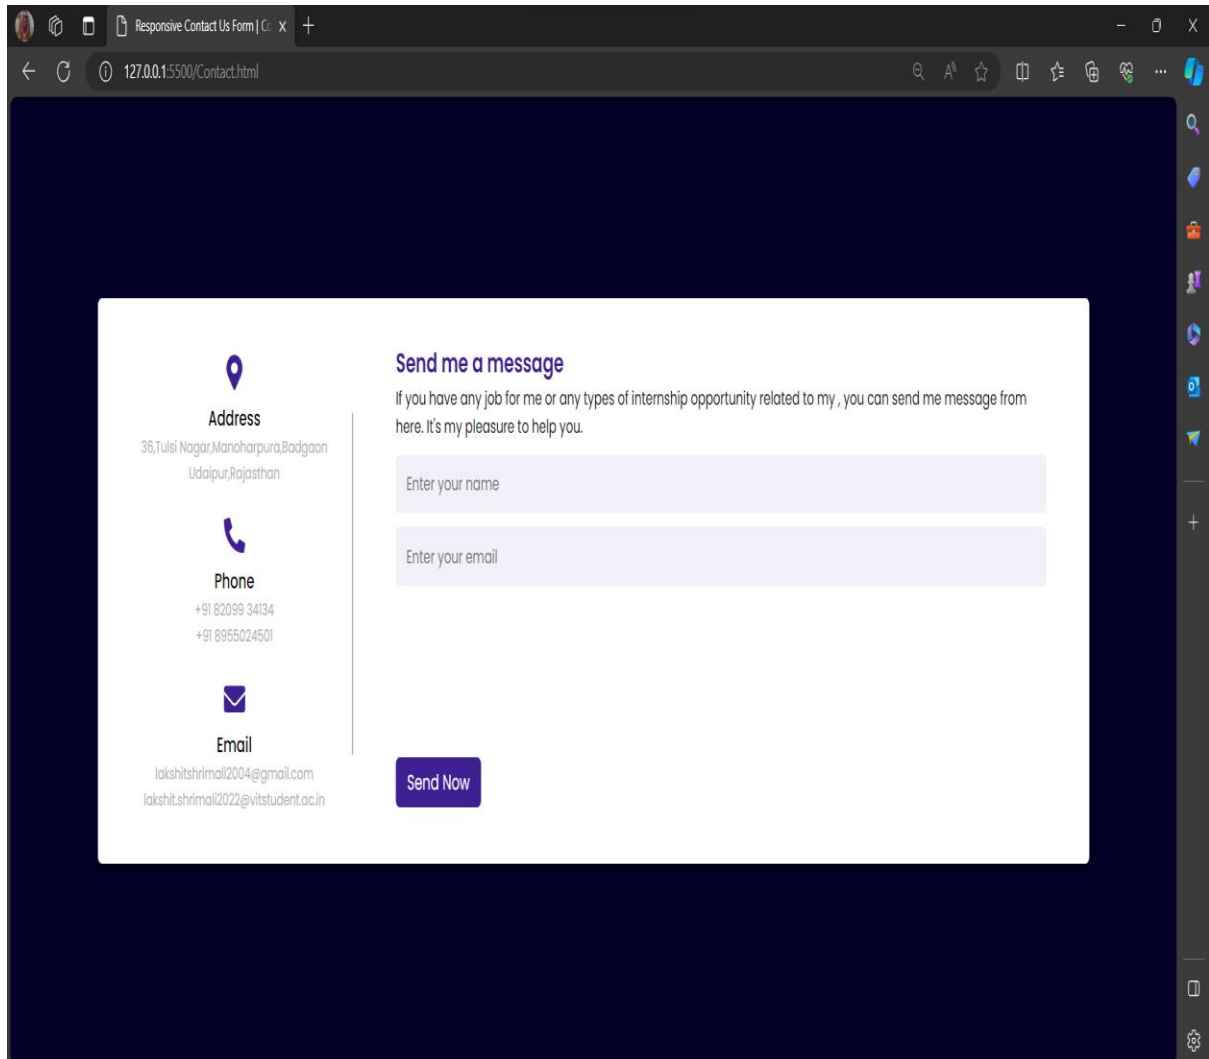 Responsive Contact Us Form | Co
127.0.0.1:5500/Contact.html
Address
36,Tulsi Nagar,Manoharpura,Badgaon
Udaipur,Rajasthan
Phone
+91 82099 34134
+91 8955024501
Email
lakshitshrimali2004@gmail.com
lakshit.shrimali2022@vitstudent.ac.in
Send me a message
If you have any job for me or any types of internship opportunity related to my , you can send me message from
here. It's my pleasure to help you.
Enter your name
Enter your email
Send Now